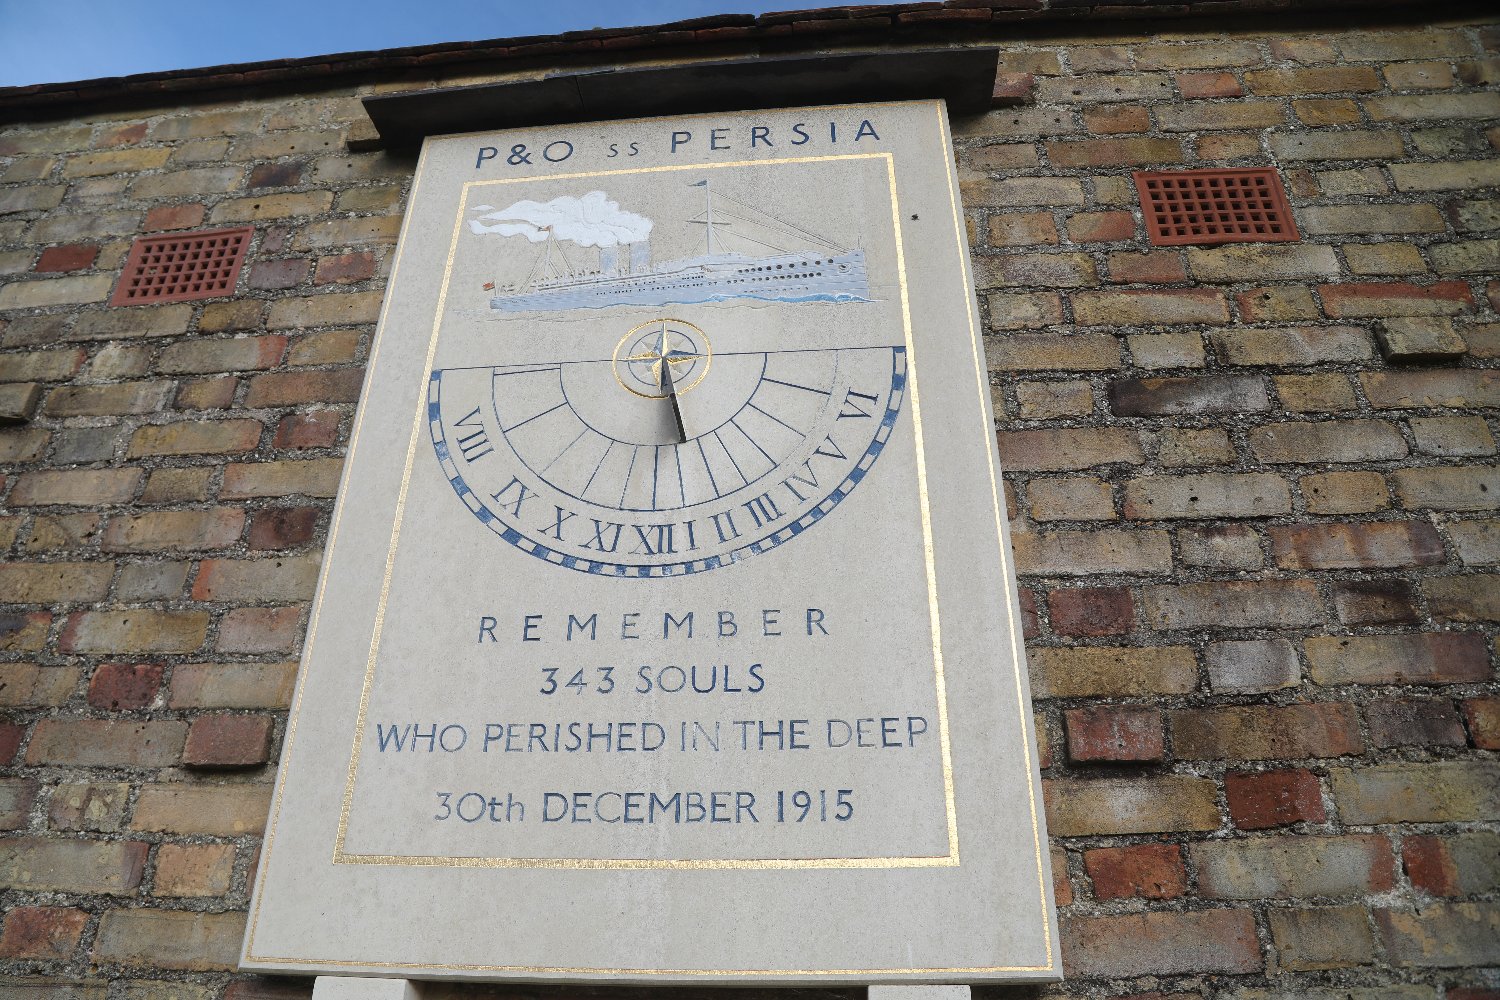 P&O SS PERSIA
VIII IX X XI XII I II III IV V VI
REMEMBER
343 SOULS
WHO PERISHED IN THE DEEP
30th DECEMBER 1915